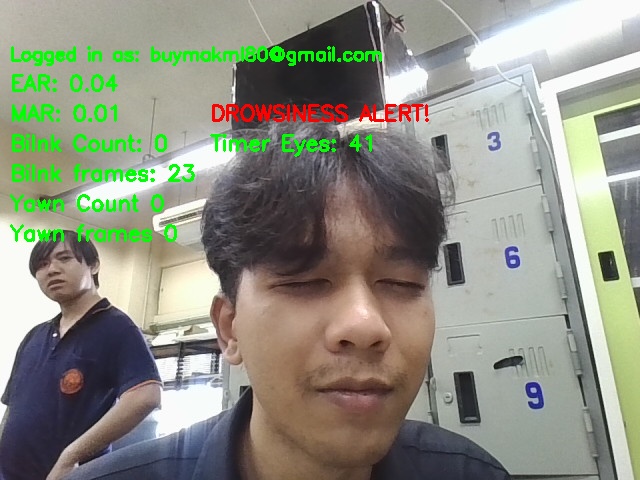 Logged in as: buymakml80@gmail.com
EAR: 0.04
MAR: 0.01 DROWSINESS ALERT!
Blink Count: 0 Timer Eyes: 41
Blink frames: 23
Yawn Count 0
Yawn frames 0
3
6
9